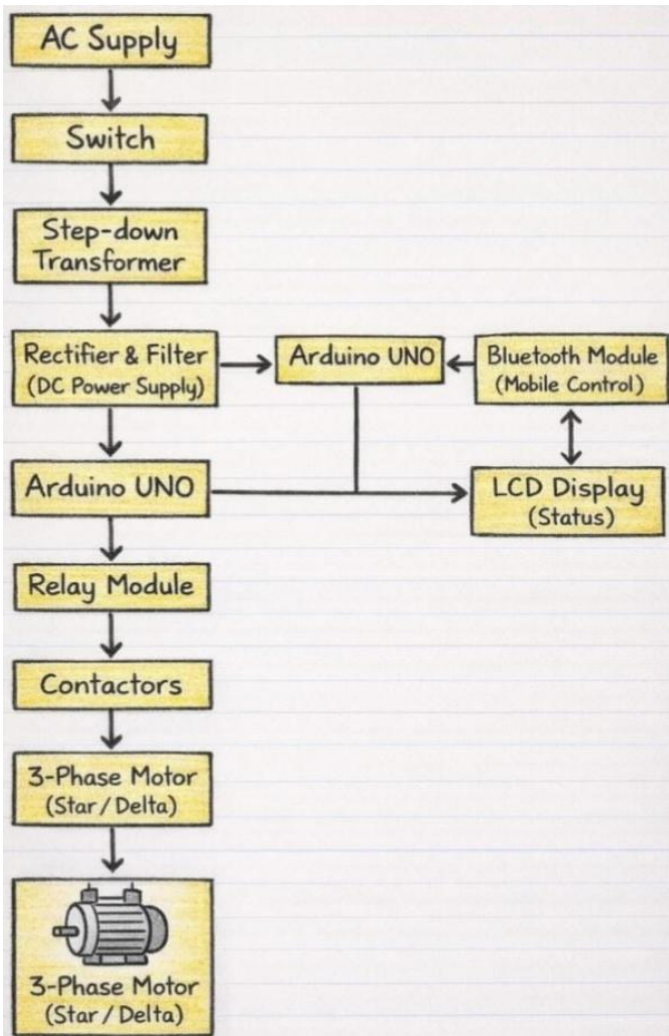 AC Supply
Switch
Step-down
Transformer
Rectifier & Filter
(DC Power Supply)
Arduino UNO
Bluetooth Module
(Mobile Control)
Arduino UNO
LCD Display
(Status)
Relay Module
Contactors
3-Phase Motor
(Star / Delta)
3-Phase Motor
(Star / Delta)